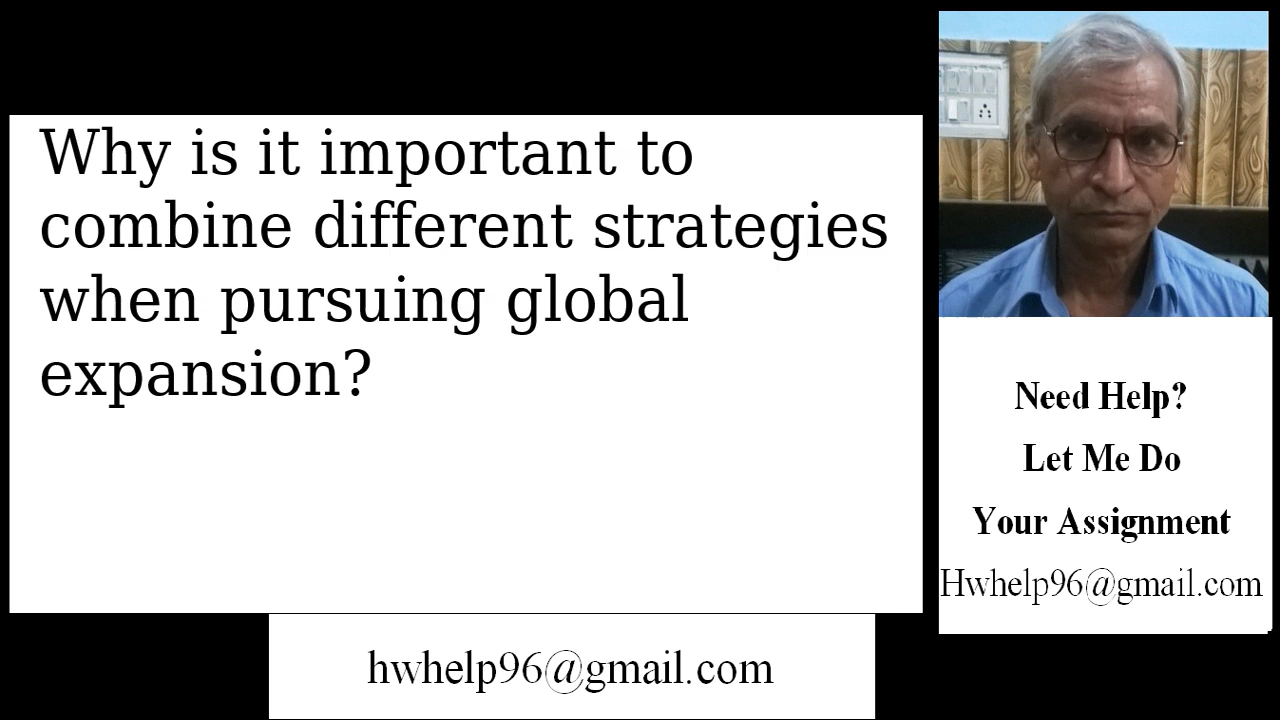 Why is it important to
combine different strategies
when pursuing global
expansion?
Need Help?
Let Me Do
Your Assignment
Hwhelp96@gmail.com
hwhelp96@gmail.com